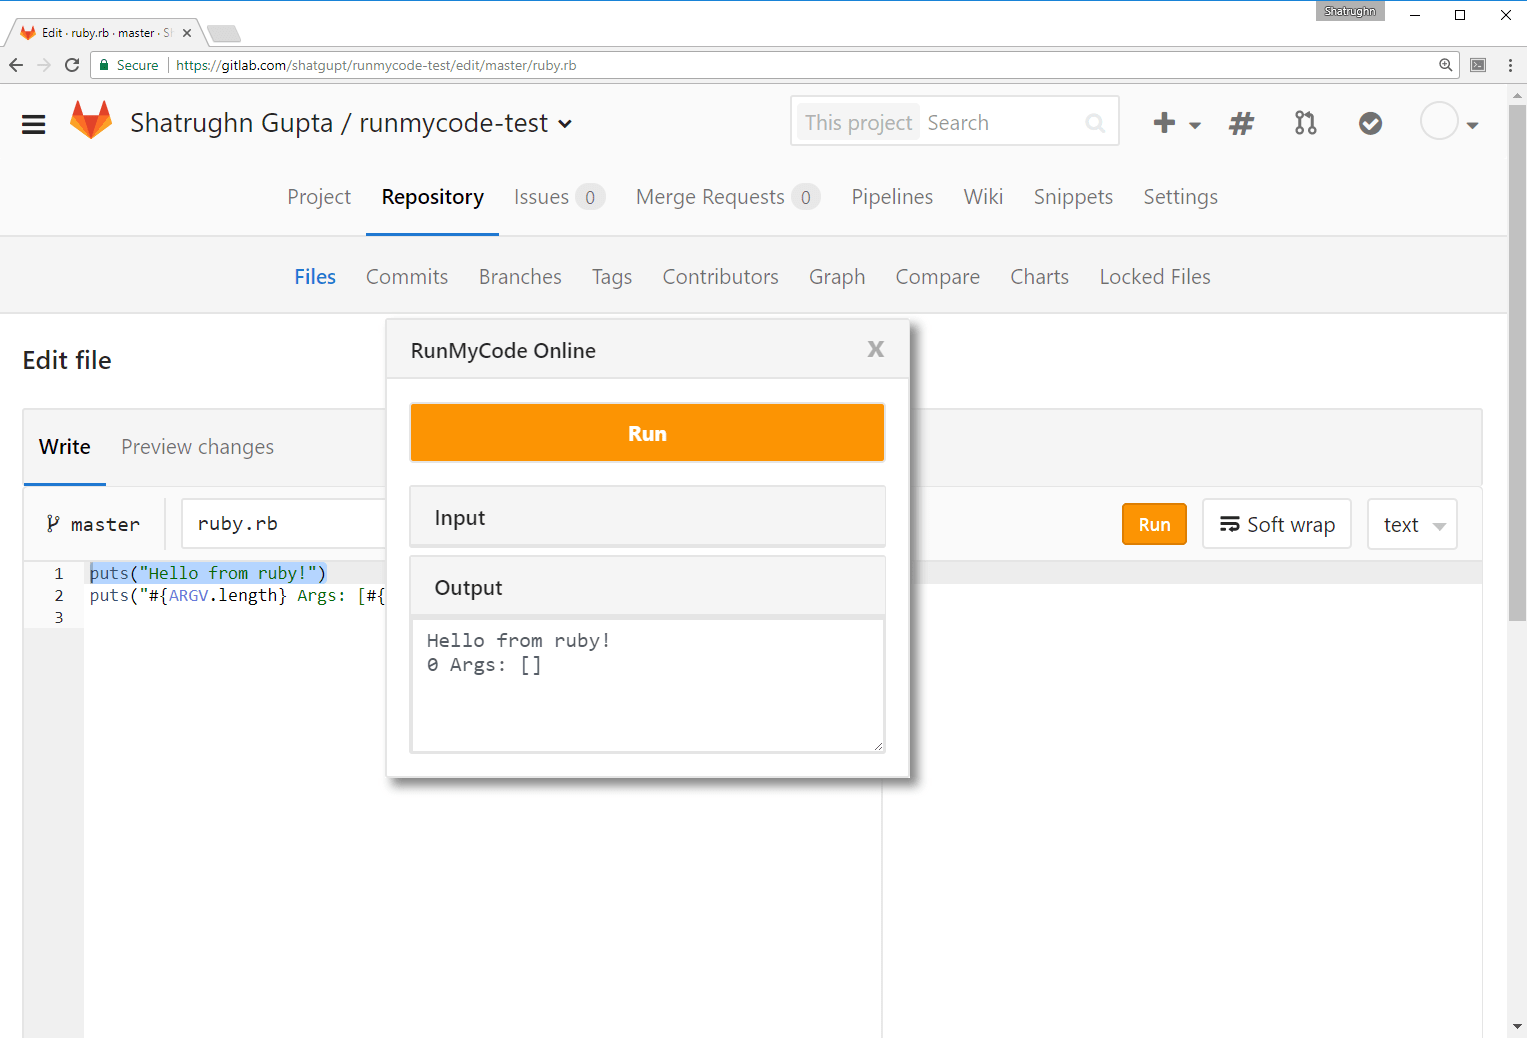 Shatrughn
Edit · ruby.rb · master · S
Secure
https://gitlab.com/shatgupt/runmycode-test/edit/master/ruby.rb
Shatrughn Gupta / runmycode-test
This project Search
Project Repository Issues 0 Merge Requests 0 Pipelines Wiki Snippets Settings
Files Commits Branches Tags Contributors Graph Compare Charts Locked Files
Edit file
RunMyCode Online X
Run
Write Preview changes
Input
master ruby.rb Run Soft wrap text
1 puts("Hello from ruby!")
2 puts("#{ARGV.length} Args: [#{
3
Output
Hello from ruby!
0 Args: []